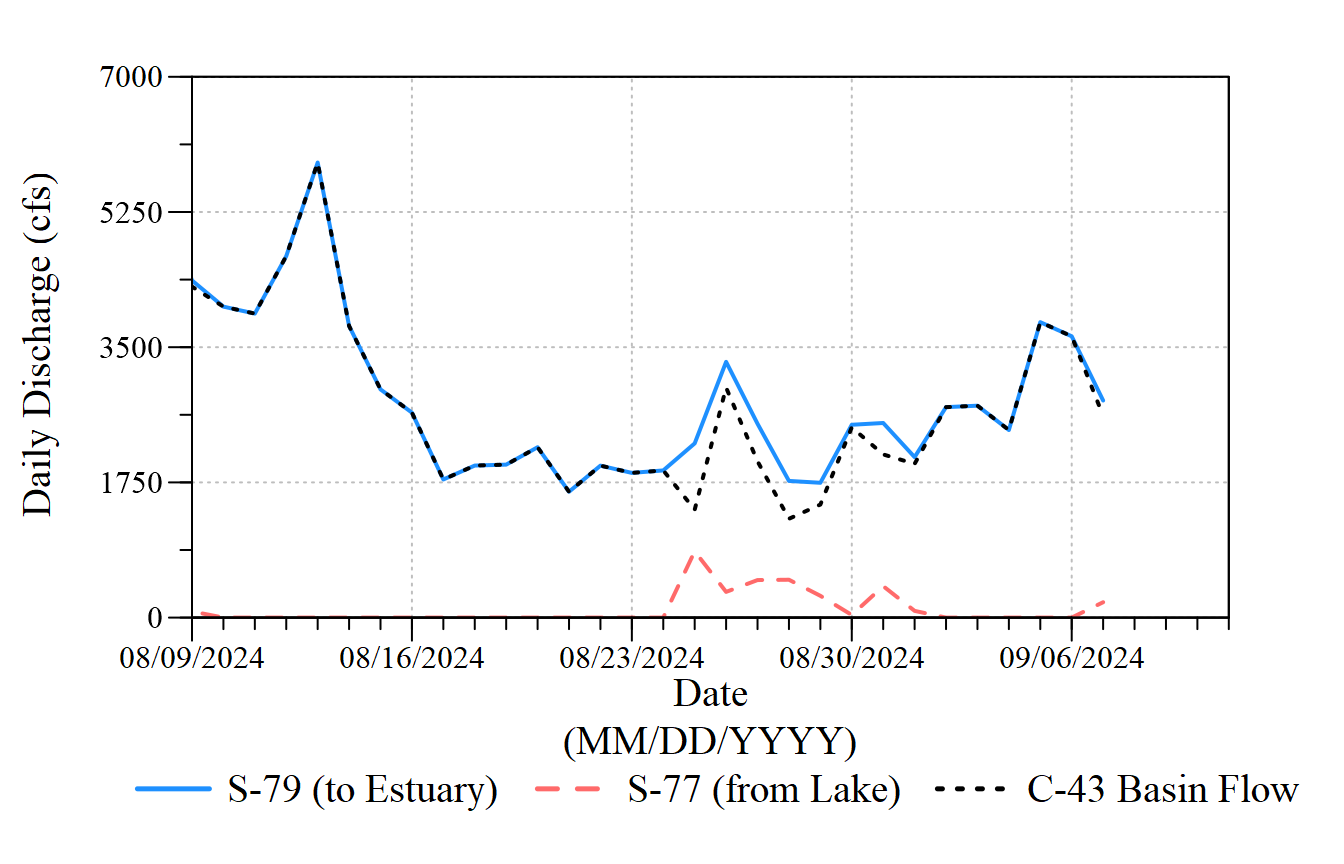 7000
5250
3500
1750
0
Daily Discharge (cfs)
08/09/2024 08/16/2024 08/23/2024 08/30/2024 09/06/2024
Date
(MM/DD/YYYY)
S-79 (to Estuary) S-77 (from Lake) C-43 Basin Flow